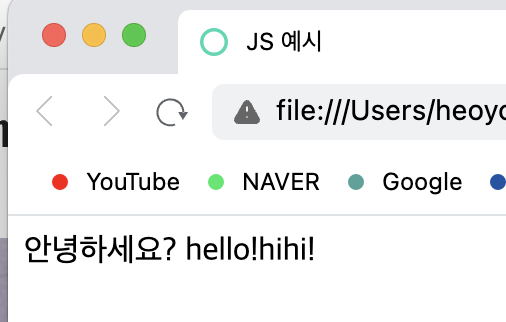 JS 예시
file:///Users/heoyo
YouTube NAVER Google
안녕하세요? hello!hihi!